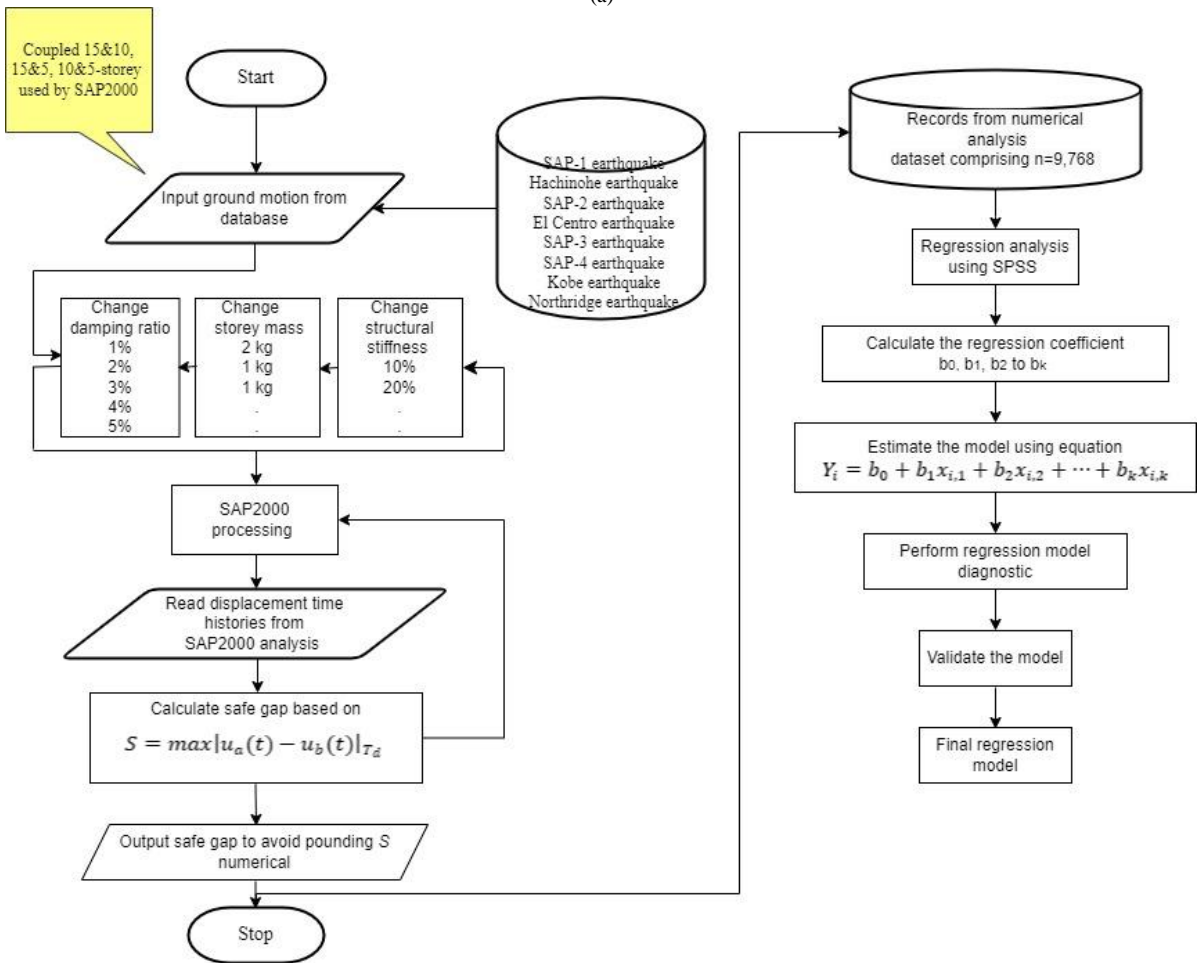 (a)
Coupled 15&10,
15&5, 10&5-storey
used by SAP2000
Start
Input ground motion from
database
SAP-1 earthquake
Hachinohe earthquake
SAP-2 earthquake
El Centro earthquake
SAP-3 earthquake
SAP-4 earthquake
Kobe earthquake
Northridge earthquake
Change
damping ratio
1%
2%
3%
4%
5%
Change
storey mass
2 kg
1 kg
1 kg
.
.
Change
structural
stiffness
10%
20%
.
.
SAP2000
processing
Read displacement time
histories from
SAP2000 analysis
Calculate safe gap based on
S = max|u_a(t) − u_b(t)|_{T_d}
Output safe gap to avoid pounding S
numerical
Stop
Records from numerical
analysis
dataset comprising n=9,768
Regression analysis
using SPSS
Calculate the regression coefficient
b₀, b₁, b₂ to bₖ
Estimate the model using equation
Y_i = b_0 + b_1x_{i,1} + b_2x_{i,2} + ⋯ + b_kx_{i,k}
Perform regression model
diagnostic
Validate the model
Final regression
model